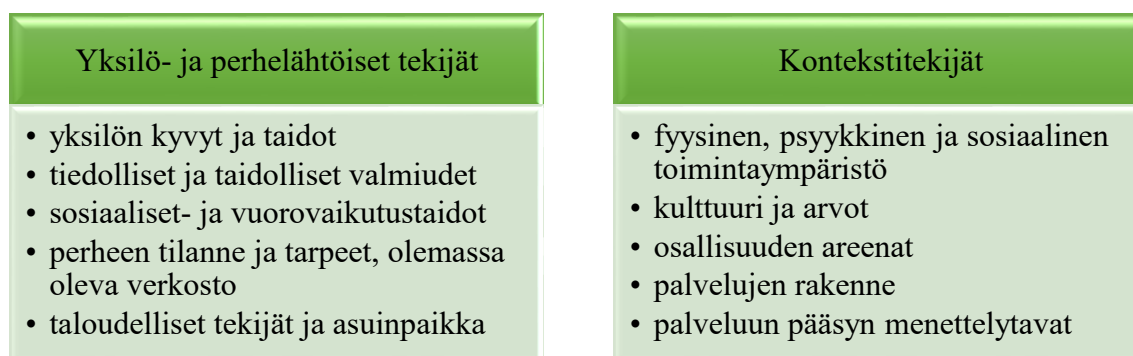 Yksilö- ja perhelähtöiset tekijät
• yksilön kyvyt ja taidot
• tiedolliset ja taidolliset valmiudet
• sosiaaliset- ja vuorovaikutustaidot
• perheen tilanne ja tarpeet, olemassa
oleva verkosto
• taloudelliset tekijät ja asuinpaikka
Kontekstitekijät
• fyysinen, psyykkinen ja sosiaalinen
toimintaympäristö
• kulttuuri ja arvot
• osallisuuden areenat
• palvelujen rakenne
• palveluun pääsyn menettelytavat